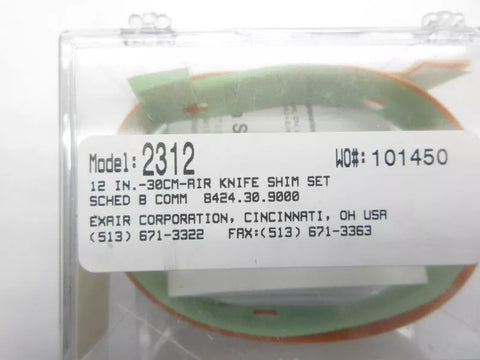 Model: 2312 WO#: 101450
12 IN.-30CM-AIR KNIFE SHIM SET
SCHED B COMM 8424.30.9000
EXAIR CORPORATION, CINCINNATI, OH USA
(513) 671-3322 FAX:(513) 671-3363